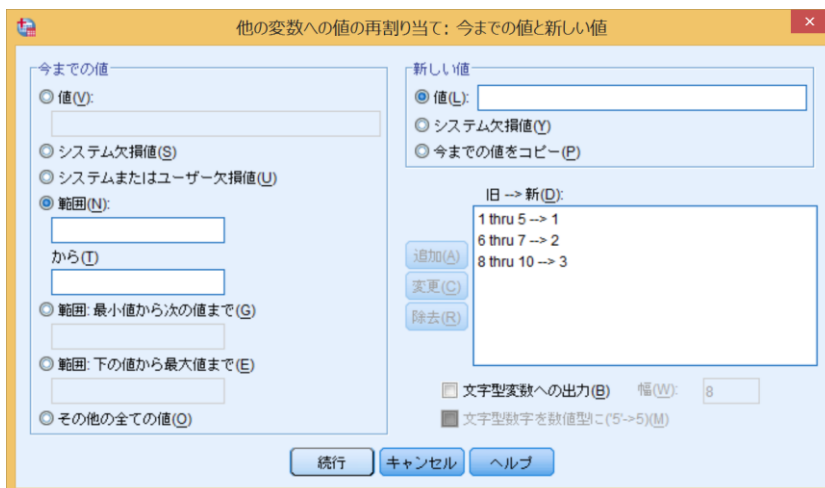 他の変数への値の再割り当て: 今までの値と新しい値
今までの値
値(V):
システム欠損値(S)
システムまたはユーザー欠損値(U)
範囲(N):
から(T)
範囲: 最小値から次の値まで(G)
範囲: 下の値から最大値まで(E)
その他の全ての値(O)
新しい値
値(L):
システム欠損値(Y)
今までの値をコピー(P)
旧 --> 新(D):
1 thru 5 --> 1
6 thru 7 --> 2
8 thru 10 --> 3
追加(A)
変更(C)
除去(R)
文字型変数への出力(B) 幅(W): 8
文字型数字を数値型に('5'->5)(M)
続行 キャンセル ヘルプ